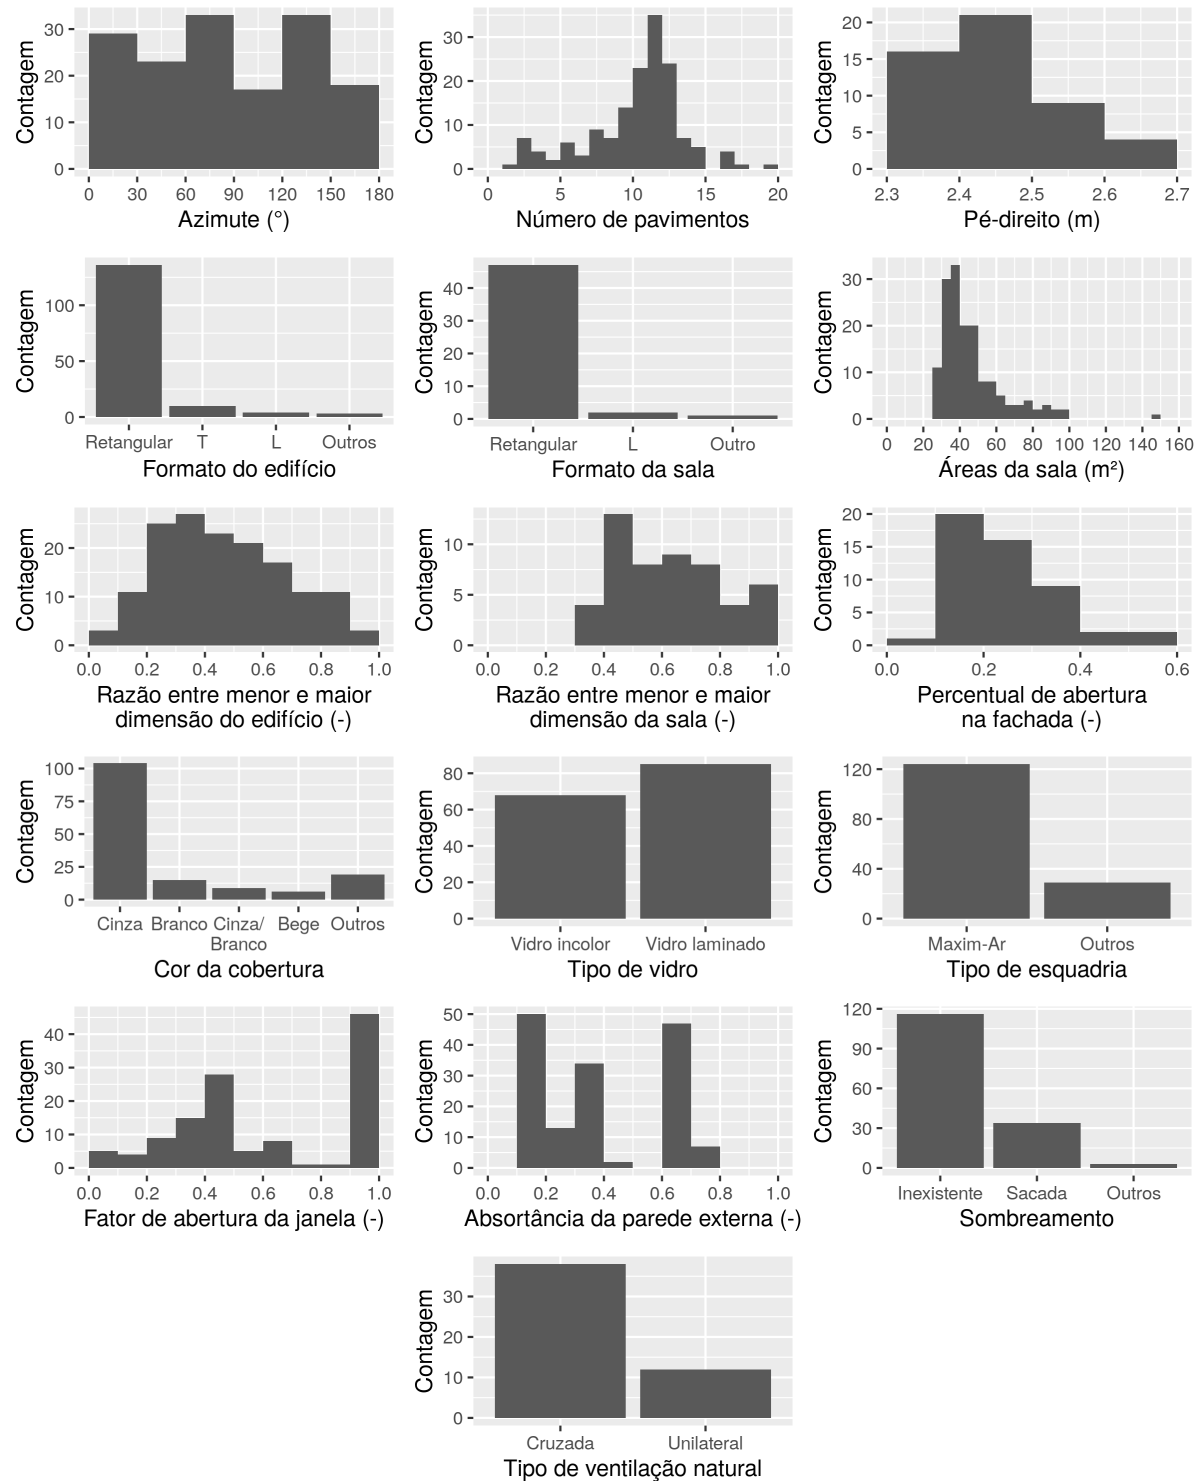 Contagem
30
20
10
0
0 30 60 90 120 150 180
Azimute (°)
Contagem
30
20
10
0
0 5 10 15 20
Número de pavimentos
Contagem
20
15
10
5
0
2.3 2.4 2.5 2.6 2.7
Pé-direito (m)
Contagem
100
50
0
Retangular T L Outros
Formato do edifício
Contagem
40
30
20
10
0
Retangular L Outro
Formato da sala
Contagem
30
20
10
0
0 20 40 60 80 100 120 140 160
Áreas da sala (m²)
Contagem
20
10
0
0.0 0.2 0.4 0.6 0.8 1.0
Razão entre menor e maior
dimensão do edifício (-)
Contagem
10
5
0
0.0 0.2 0.4 0.6 0.8 1.0
Razão entre menor e maior
dimensão da sala (-)
Contagem
20
15
10
5
0
0.0 0.2 0.4 0.6
Percentual de abertura
na fachada (-)
Contagem
100
75
50
25
0
Cinza Branco Cinza/ Bege Outros
Branco
Cor da cobertura
Contagem
80
60
40
20
0
Vidro incolor Vidro laminado
Tipo de vidro
Contagem
120
80
40
0
Maxim-Ar Outros
Tipo de esquadria
Contagem
40
30
20
10
0
0.0 0.2 0.4 0.6 0.8 1.0
Fator de abertura da janela (-)
Contagem
50
40
30
20
10
0
0.0 0.2 0.4 0.6 0.8 1.0
Absortância da parede externa (-)
Contagem
120
90
60
30
0
Inexistente Sacada Outros
Sombreamento
Contagem
30
20
10
0
Cruzada Unilateral
Tipo de ventilação natural